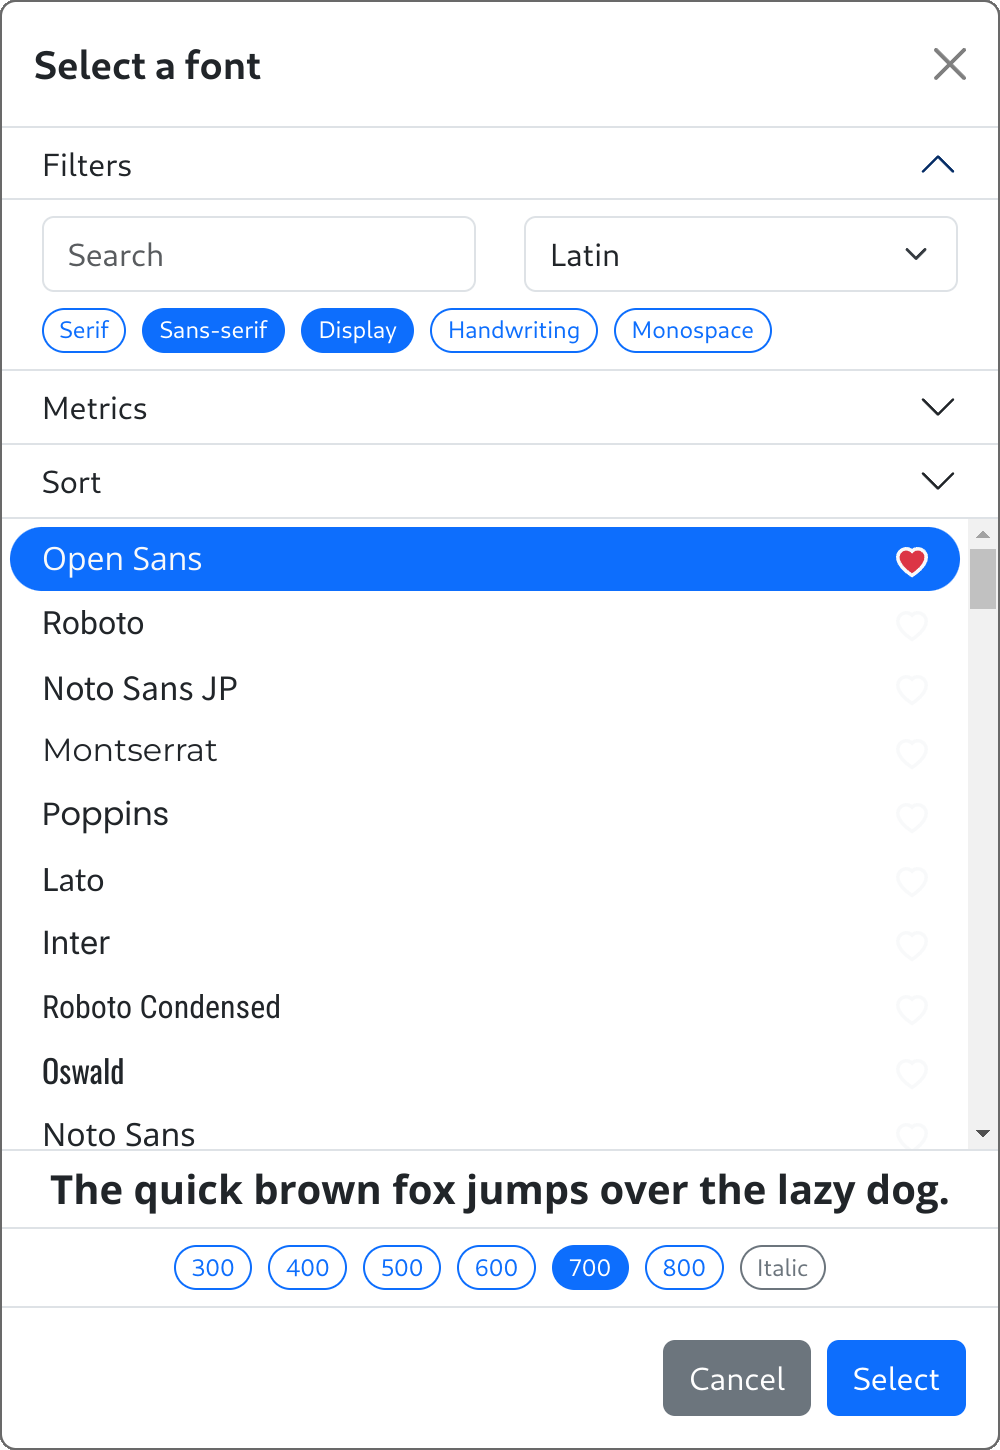 Select a font
Filters
Search
Latin
Serif Sans-serif Display Handwriting Monospace
Metrics
Sort
Open Sans
Roboto
Noto Sans JP
Montserrat
Poppins
Lato
Inter
Roboto Condensed
Oswald
Noto Sans
The quick brown fox jumps over the lazy dog.
300 400 500 600 700 800 Italic
Cancel Select